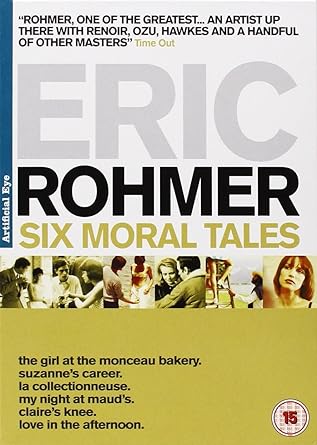 “ROHMER, ONE OF THE GREATEST... AN ARTIST UP
THERE WITH RENOIR, OZU, HAWKES AND A HANDFUL
OF OTHER MASTERS” Time Out
ERIC
ROHMER
SIX MORAL TALES
Artificial Eye
the girl at the monceau bakery.
suzanne's career.
la collectionneuse.
my night at maud's.
claire's knee.
love in the afternoon.
15